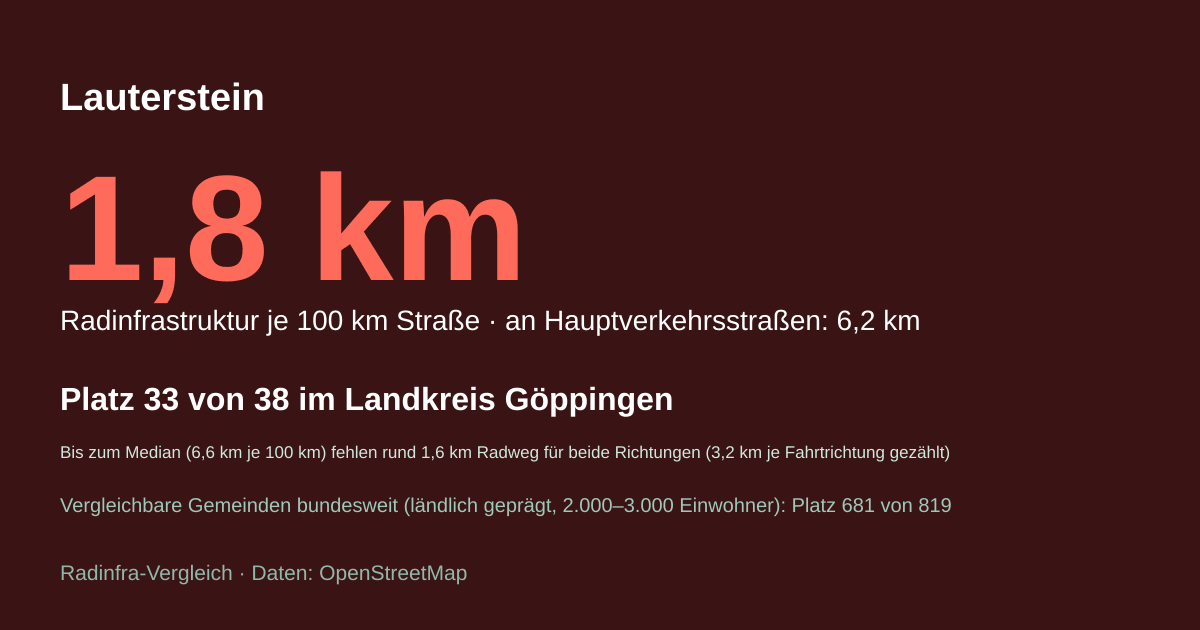 Lauterstein
1,8 km
Radinfrastruktur je 100 km Straße · an Hauptverkehrsstraßen: 6,2 km
Platz 33 von 38 im Landkreis Göppingen
Bis zum Median (6,6 km je 100 km) fehlen rund 1,6 km Radweg für beide Richtungen (3,2 km je Fahrtrichtung gezählt)
Vergleichbare Gemeinden bundesweit (ländlich geprägt, 2.000–3.000 Einwohner): Platz 681 von 819
Radinfra-Vergleich · Daten: OpenStreetMap